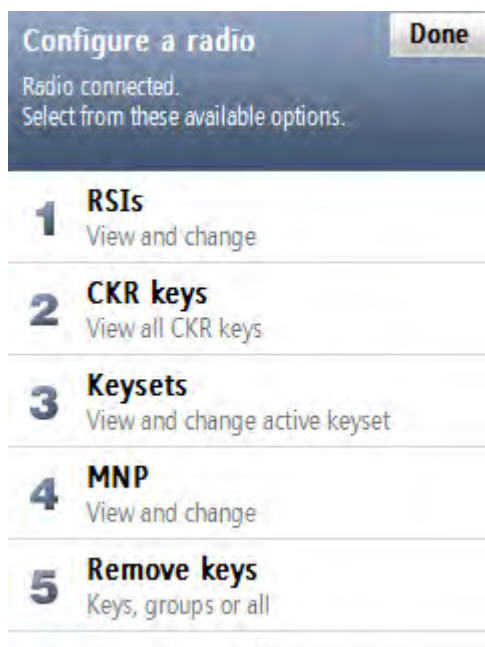 Configure a radio
Done
Radio connected.
Select from these available options.
1
RSIs
View and change
2
CKR keys
View all CKR keys
3
Keysets
View and change active keyset
4
MNP
View and change
5
Remove keys
Keys, groups or all